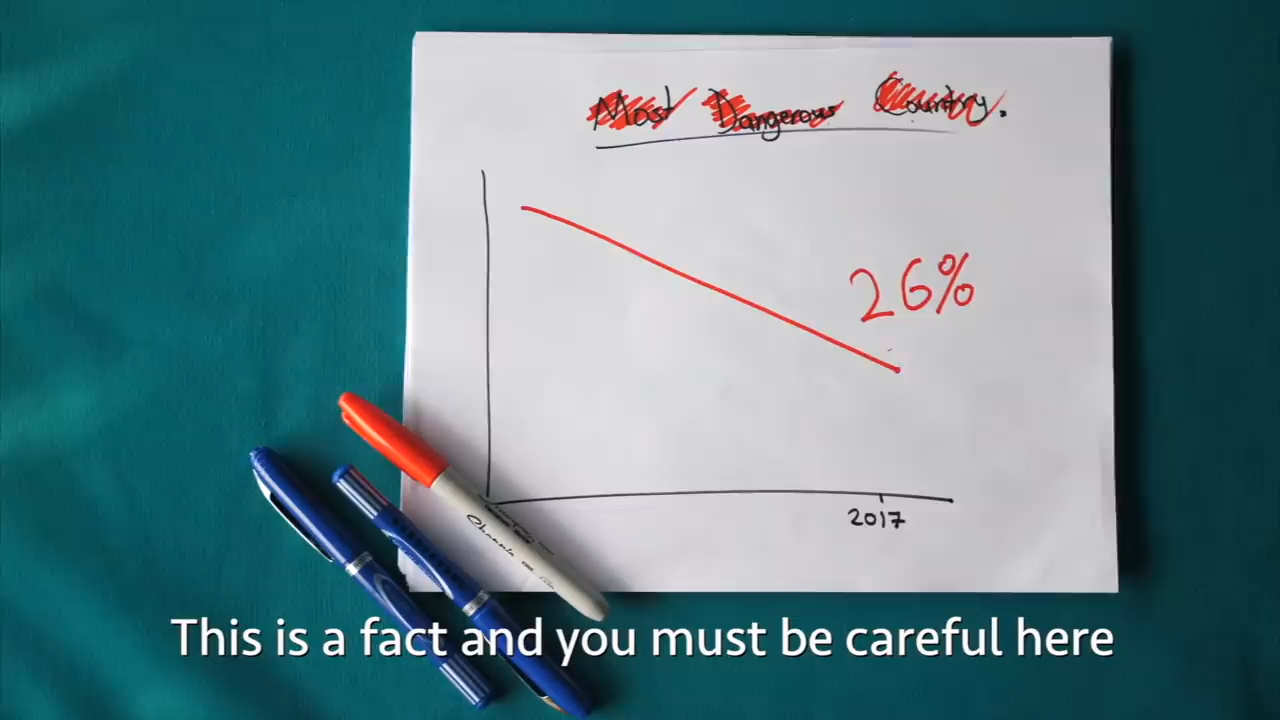 Most Dangerous Country.
26%
2017
This is a fact and you must be careful here